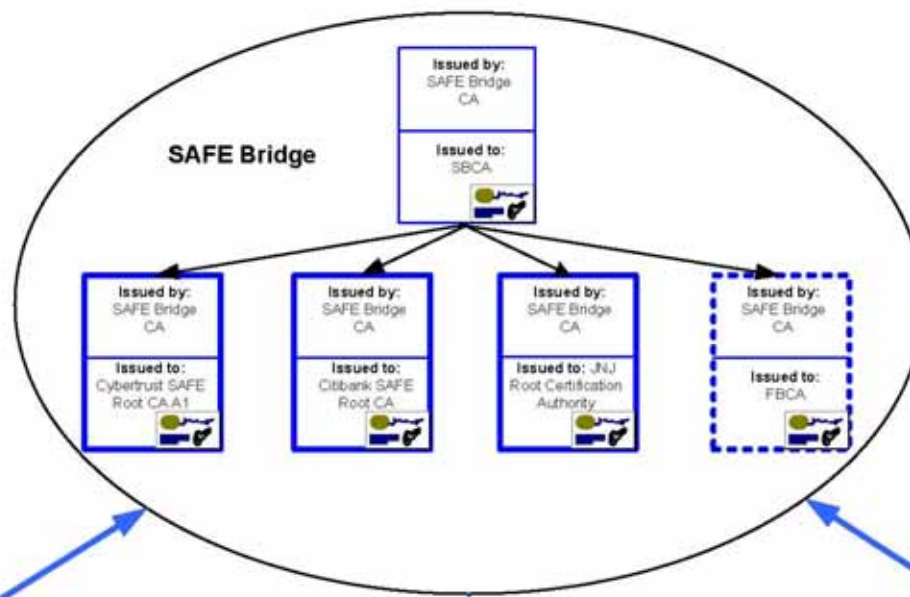 Issued by:
SAFE Bridge
CA
SAFE Bridge
Issued to:
SBCA
Issued by:
SAFE Bridge
CA
Issued to:
Cybertrust SAFE
Root CA A1
Issued by:
SAFE Bridge
CA
Issued to:
Citibank SAFE
Root CA
Issued by:
SAFE Bridge
CA
Issued to: JNJ
Root Certification
Authority
Issued by:
SAFE Bridge
CA
Issued to:
FBCA